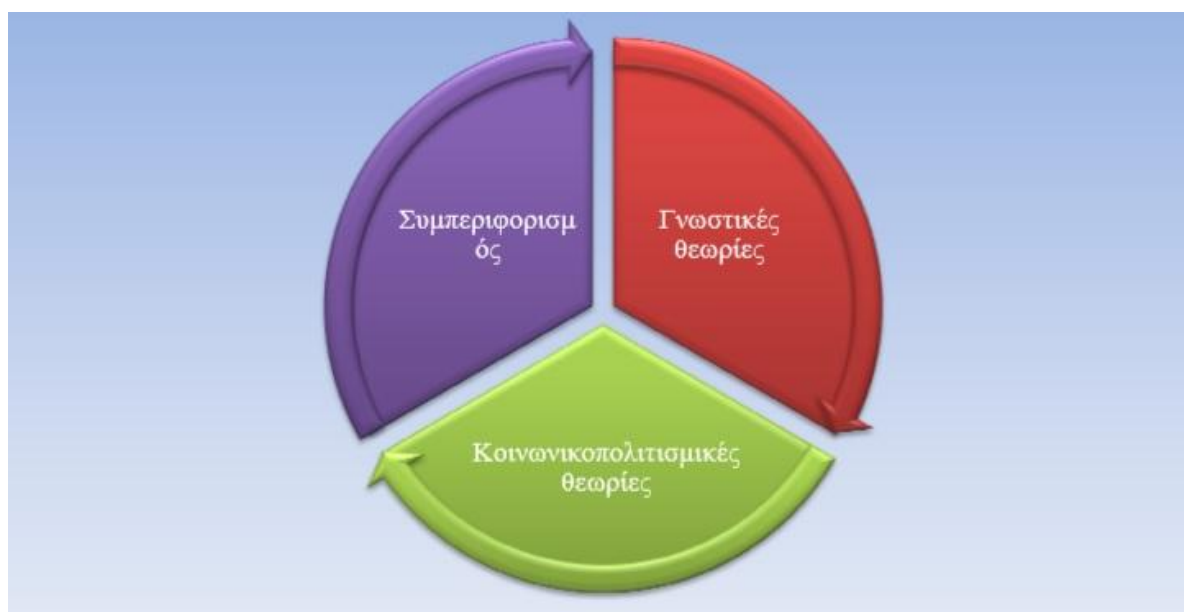 Συμπεριφορισμ
ός
Γνωστικές
θεωρίες
Κοινωνικοπολιτισμικές
θεωρίες